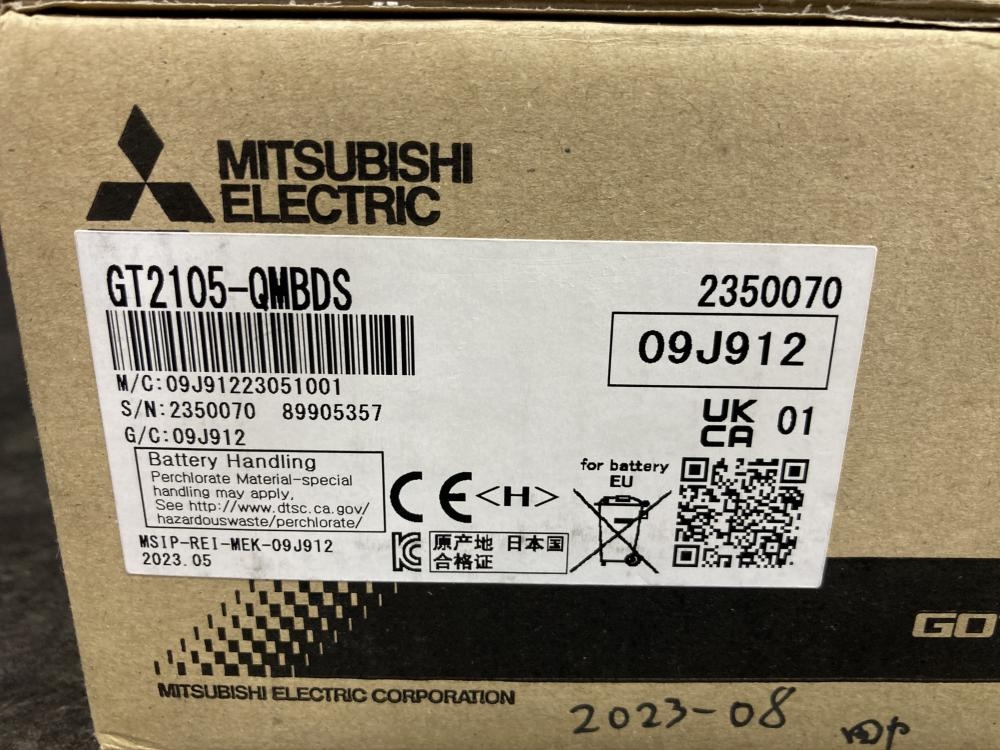 MITSUBISHI
ELECTRIC
GT2105-QMBDS
2350070
09J912
M/C:09J91223051001
S/N:2350070 89905357
G/C:09J912
UK
CA 01
Battery Handling
Perchlorate Material-special
handling may apply,
See http://www.dtsc.ca.gov/
hazardouswaste/perchlorate/
CE <H>
for battery
EU
MSIP-REI-MEK-09J912
2023.05
原产地 日本国
合格证
GO
MITSUBISHI ELECTRIC CORPORATION
2023-08